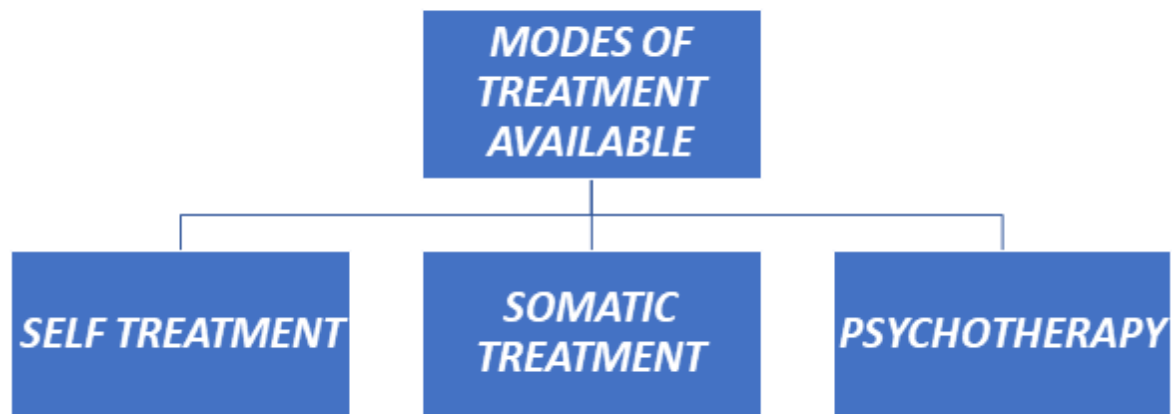 MODES OF
TREATMENT
AVAILABLE
SELF TREATMENT
SOMATIC
TREATMENT
PSYCHOTHERAPY